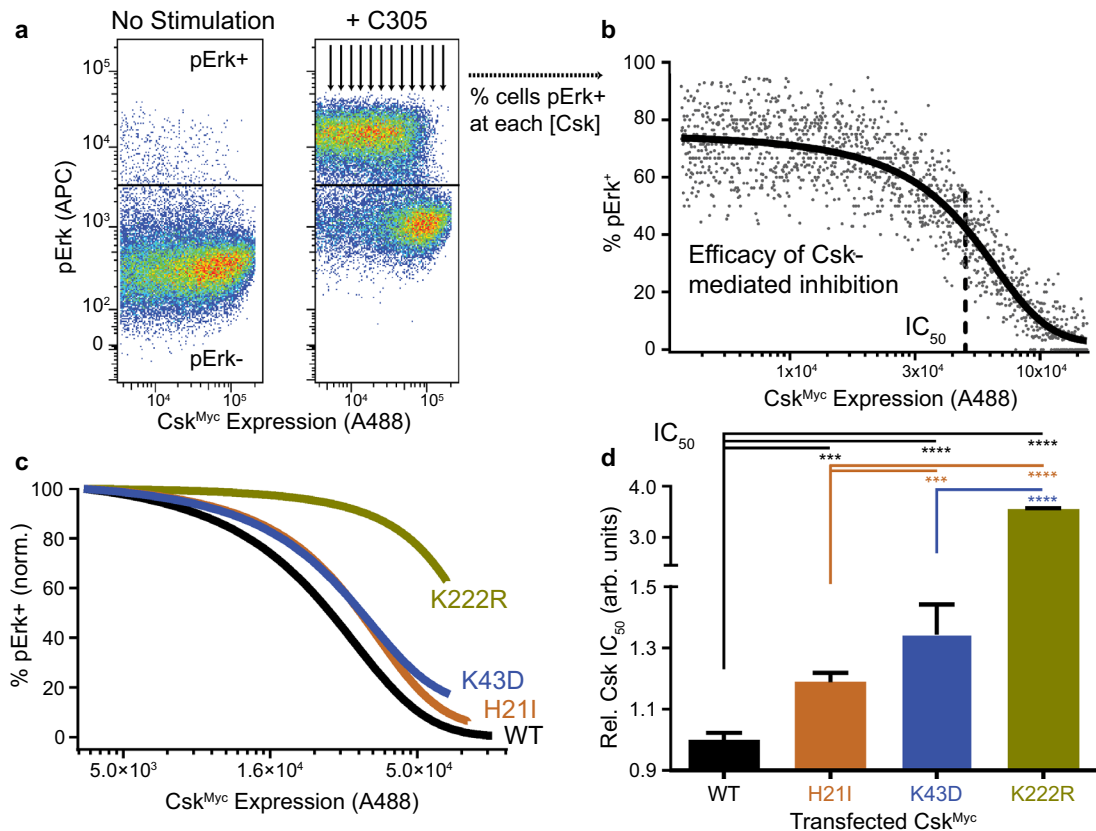 a
No Stimulation
+ C305
pErk+
pErk-
pErk (APC)
10⁵
10⁴
10³
10²
0
10⁴
10⁵
10⁴
10⁵
Csk^Myc Expression (A488)
% cells pErk+
at each [Csk]
b
% pErk⁺
100
80
60
40
20
0
Efficacy of Csk-
mediated inhibition
IC₅₀
1x10⁴
3x10⁴
10x10⁴
Csk^Myc Expression (A488)
c
% pErk+ (norm.)
100
80
60
40
20
0
K222R
K43D
H21I
WT
5.0×10³
1.6×10⁴
5.0×10⁴
Csk^Myc Expression (A488)
d
IC₅₀
****
***
****
****
***
****
Rel. Csk IC₅₀ (arb. units)
4.0
3.0
1.5
1.3
1.1
0.9
WT
H21I
K43D
K222R
Transfected Csk^Myc